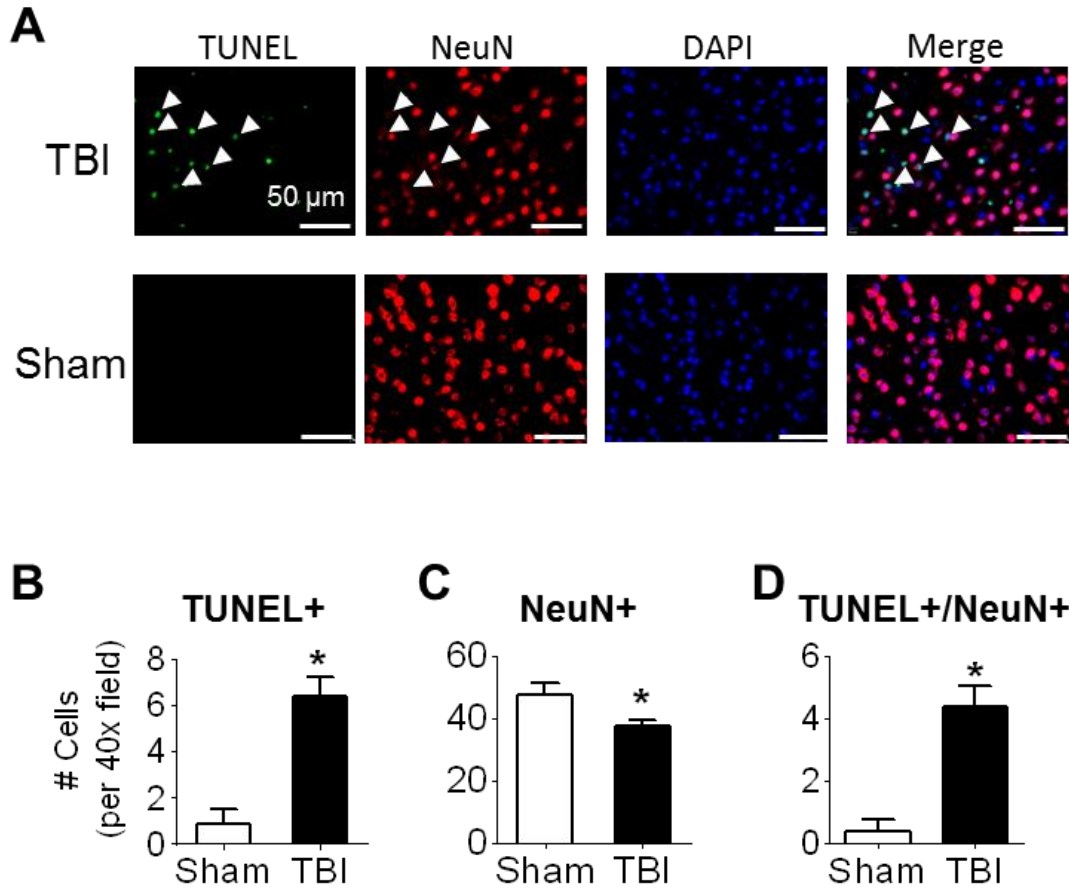 A
TUNEL NeuN DAPI Merge
TBI
50 µm
Sham
B C D
TUNEL+ NeuN+ TUNEL+/NeuN+
# Cells
(per 40x field)
8
6
4
2
0
*
Sham TBI
60
40
20
0
*
Sham TBI
6
4
2
0
*
Sham TBI